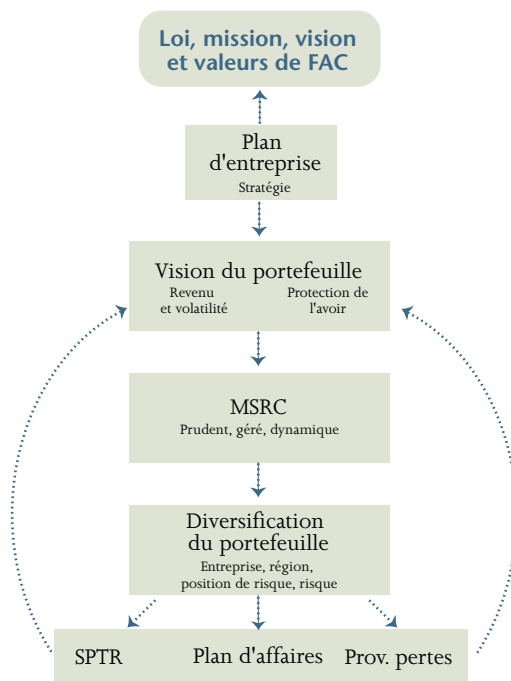 Loi, mission, vision
et valeurs de FAC
Plan
d'entreprise
Stratégie
Vision du portefeuille
Revenu
et volatilité
Protection de
l'avoir
MSRC
Prudent, géré, dynamique
Diversification
du portefeuille
Entreprise, région,
position de risque, risque
SPTR
Plan d'affaires
Prov. pertes